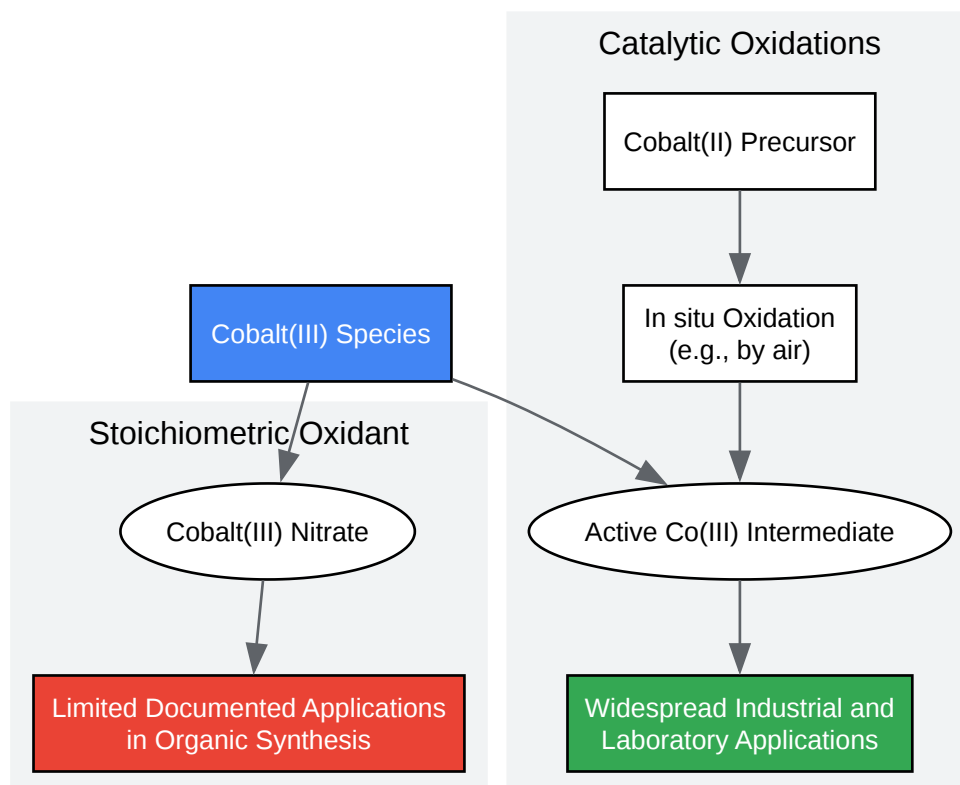 Catalytic Oxidations
Cobalt(II) Precursor
Cobalt(III) Species
In situ Oxidation
(e.g., by air)
Stoichiometric Oxidant
Cobalt(III) Nitrate
Active Co(III) Intermediate
Limited Documented Applications
in Organic Synthesis
Widespread Industrial and
Laboratory Applications